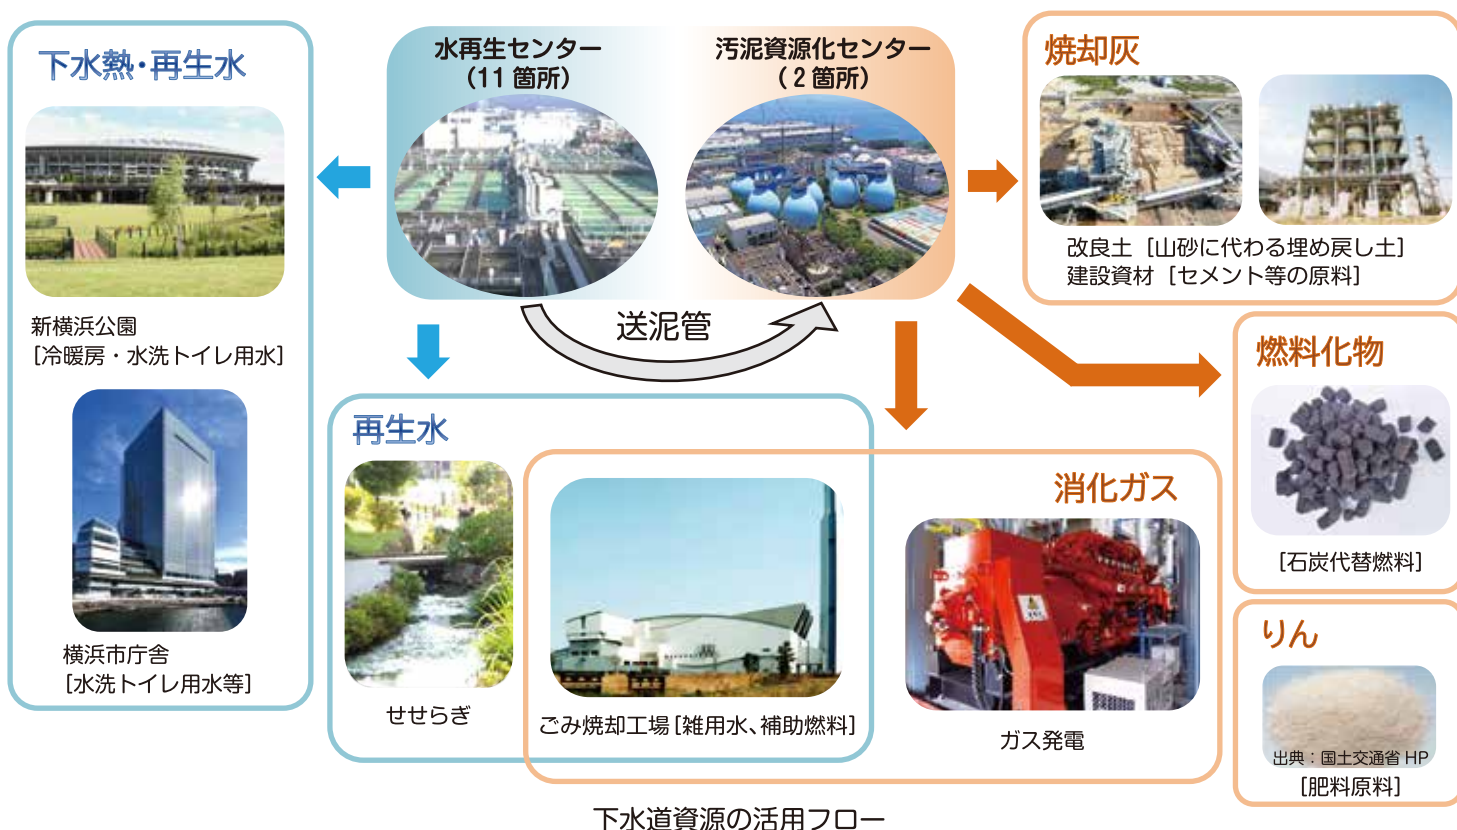 下水熱・再生水
新横浜公園
[冷暖房・水洗トイレ用水]
横浜市庁舎
[水洗トイレ用水等]
水再生センター
(11 箇所)
汚泥資源化センター
( 2 箇所)
送泥管
再生水
せせらぎ
ごみ焼却工場[雑用水、補助燃料]
消化ガス
ガス発電
焼却灰
改良土 [山砂に代わる埋め戻し土]
建設資材 [セメント等の原料]
燃料化物
[石炭代替燃料]
りん
出典：国土交通省 HP
[肥料原料]
下水道資源の活用フロー